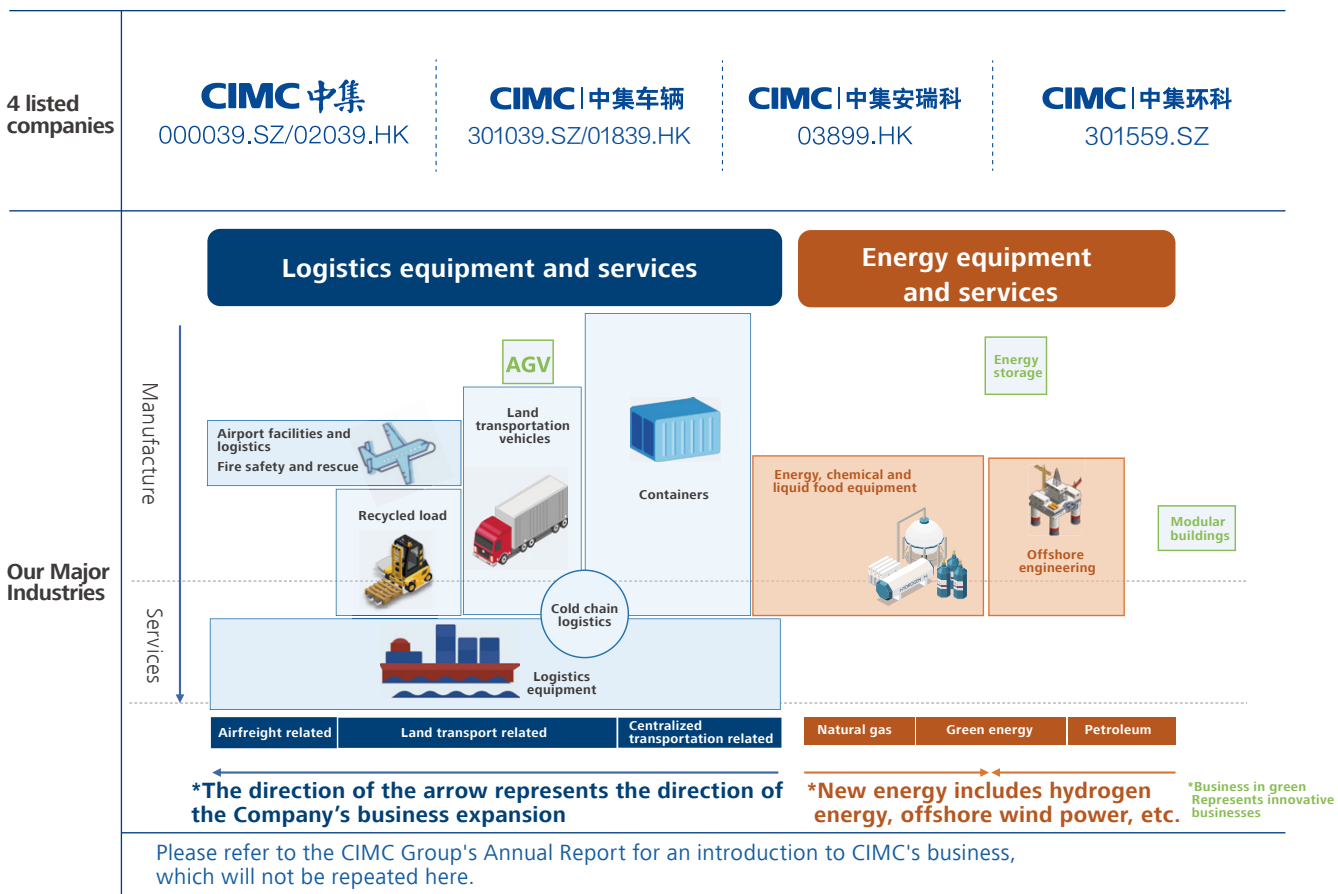 4 listed
companies
CIMC 中集
000039.SZ/02039.HK
CIMC 中集车辆
301039.SZ/01839.HK
CIMC 中集安瑞科
03899.HK
CIMC 中集环科
301559.SZ
Our Major
Industries
Manufacture
Services
Logistics equipment and services
Energy equipment
and services
AGV
Energy
storage
Airport facilities and
logistics
Fire safety and rescue
Land
transportation
vehicles
Containers
Recycled load
Energy, chemical and
liquid food equipment
HYDROGEN
Offshore
engineering
Modular
buildings
Cold chain
logistics
Logistics
equipment
Airfreight related
Land transport related
Centralized
transportation related
Natural gas
Green energy
Petroleum
*The direction of the arrow represents the direction of
the Company’s business expansion
*New energy includes hydrogen
energy, offshore wind power, etc.
*Business in green
Represents innovative
businesses
Please refer to the CIMC Group's Annual Report for an introduction to CIMC's business,
which will not be repeated here.